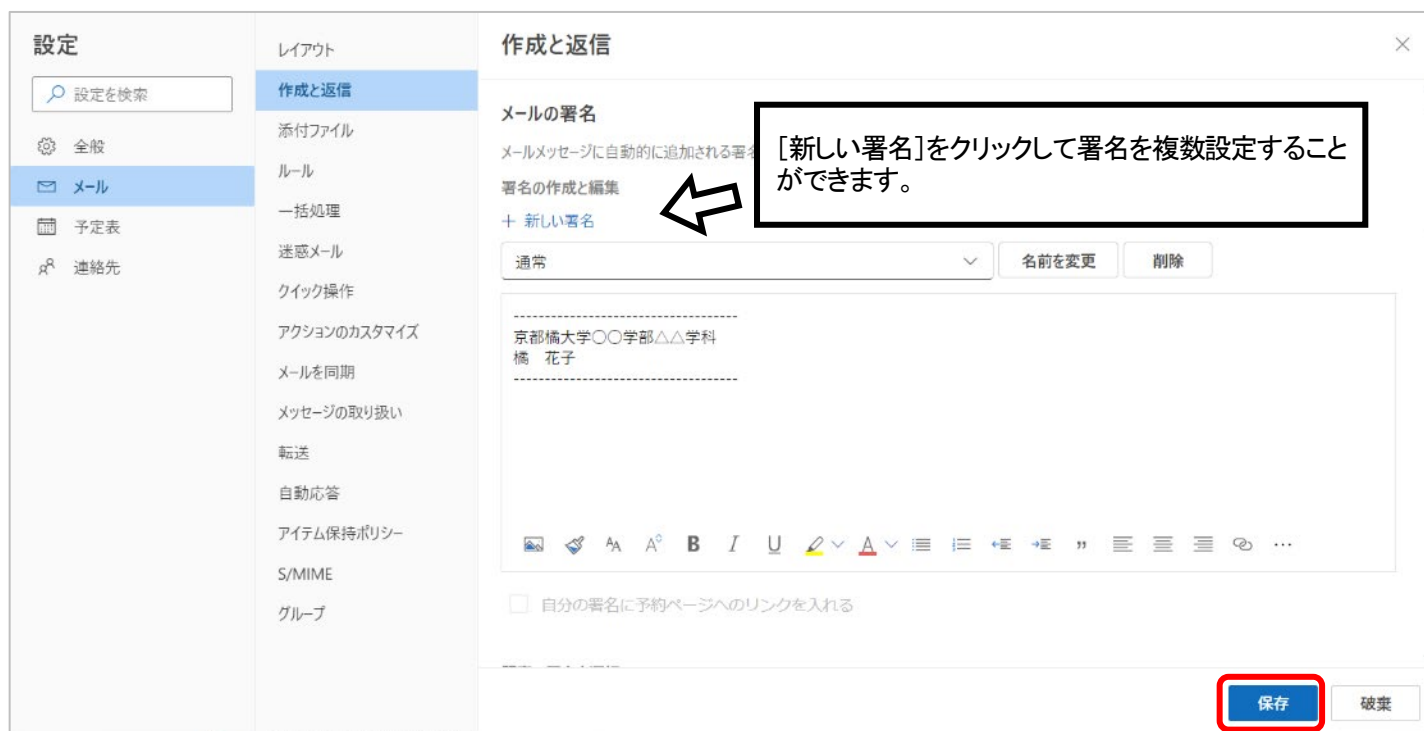 設定
設定を検索
全般
メール
予定表
連絡先
レイアウト
作成と返信
添付ファイル
ルール
一括処理
迷惑メール
クイック操作
アクションのカスタマイズ
メールを同期
メッセージの取り扱い
転送
自動応答
アイテム保持ポリシー
S/MIME
グループ
作成と返信
メールの署名
メールメッセージに自動的に追加される署名
[新しい署名]をクリックして署名を複数設定すること
ができます。
署名の作成と編集
+ 新しい署名
通常
名前を変更
削除
------------------------------------
京都橘大学〇〇学部△△学科
橘　花子
------------------------------------
自分の署名に予約ページへのリンクを入れる
保存
破棄